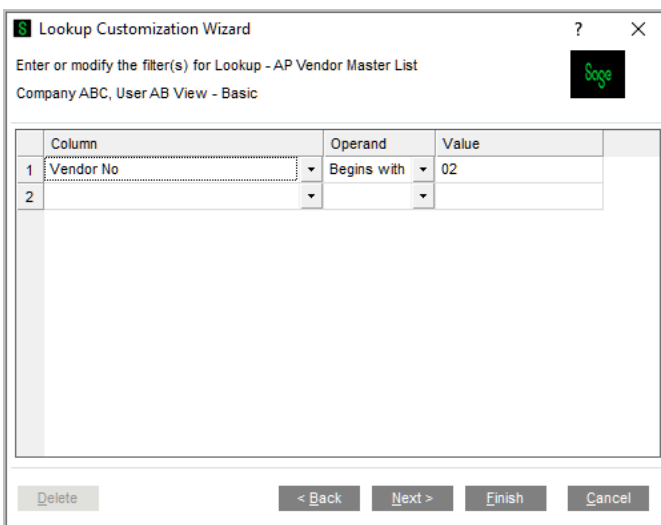 S Lookup Customization Wizard ? X
Enter or modify the filter(s) for Lookup - AP Vendor Master List
Sage
Company ABC, User AB View - Basic
Column Operand Value
1 Vendor No Begins with 02
2
Delete < Back Next > Finish Cancel